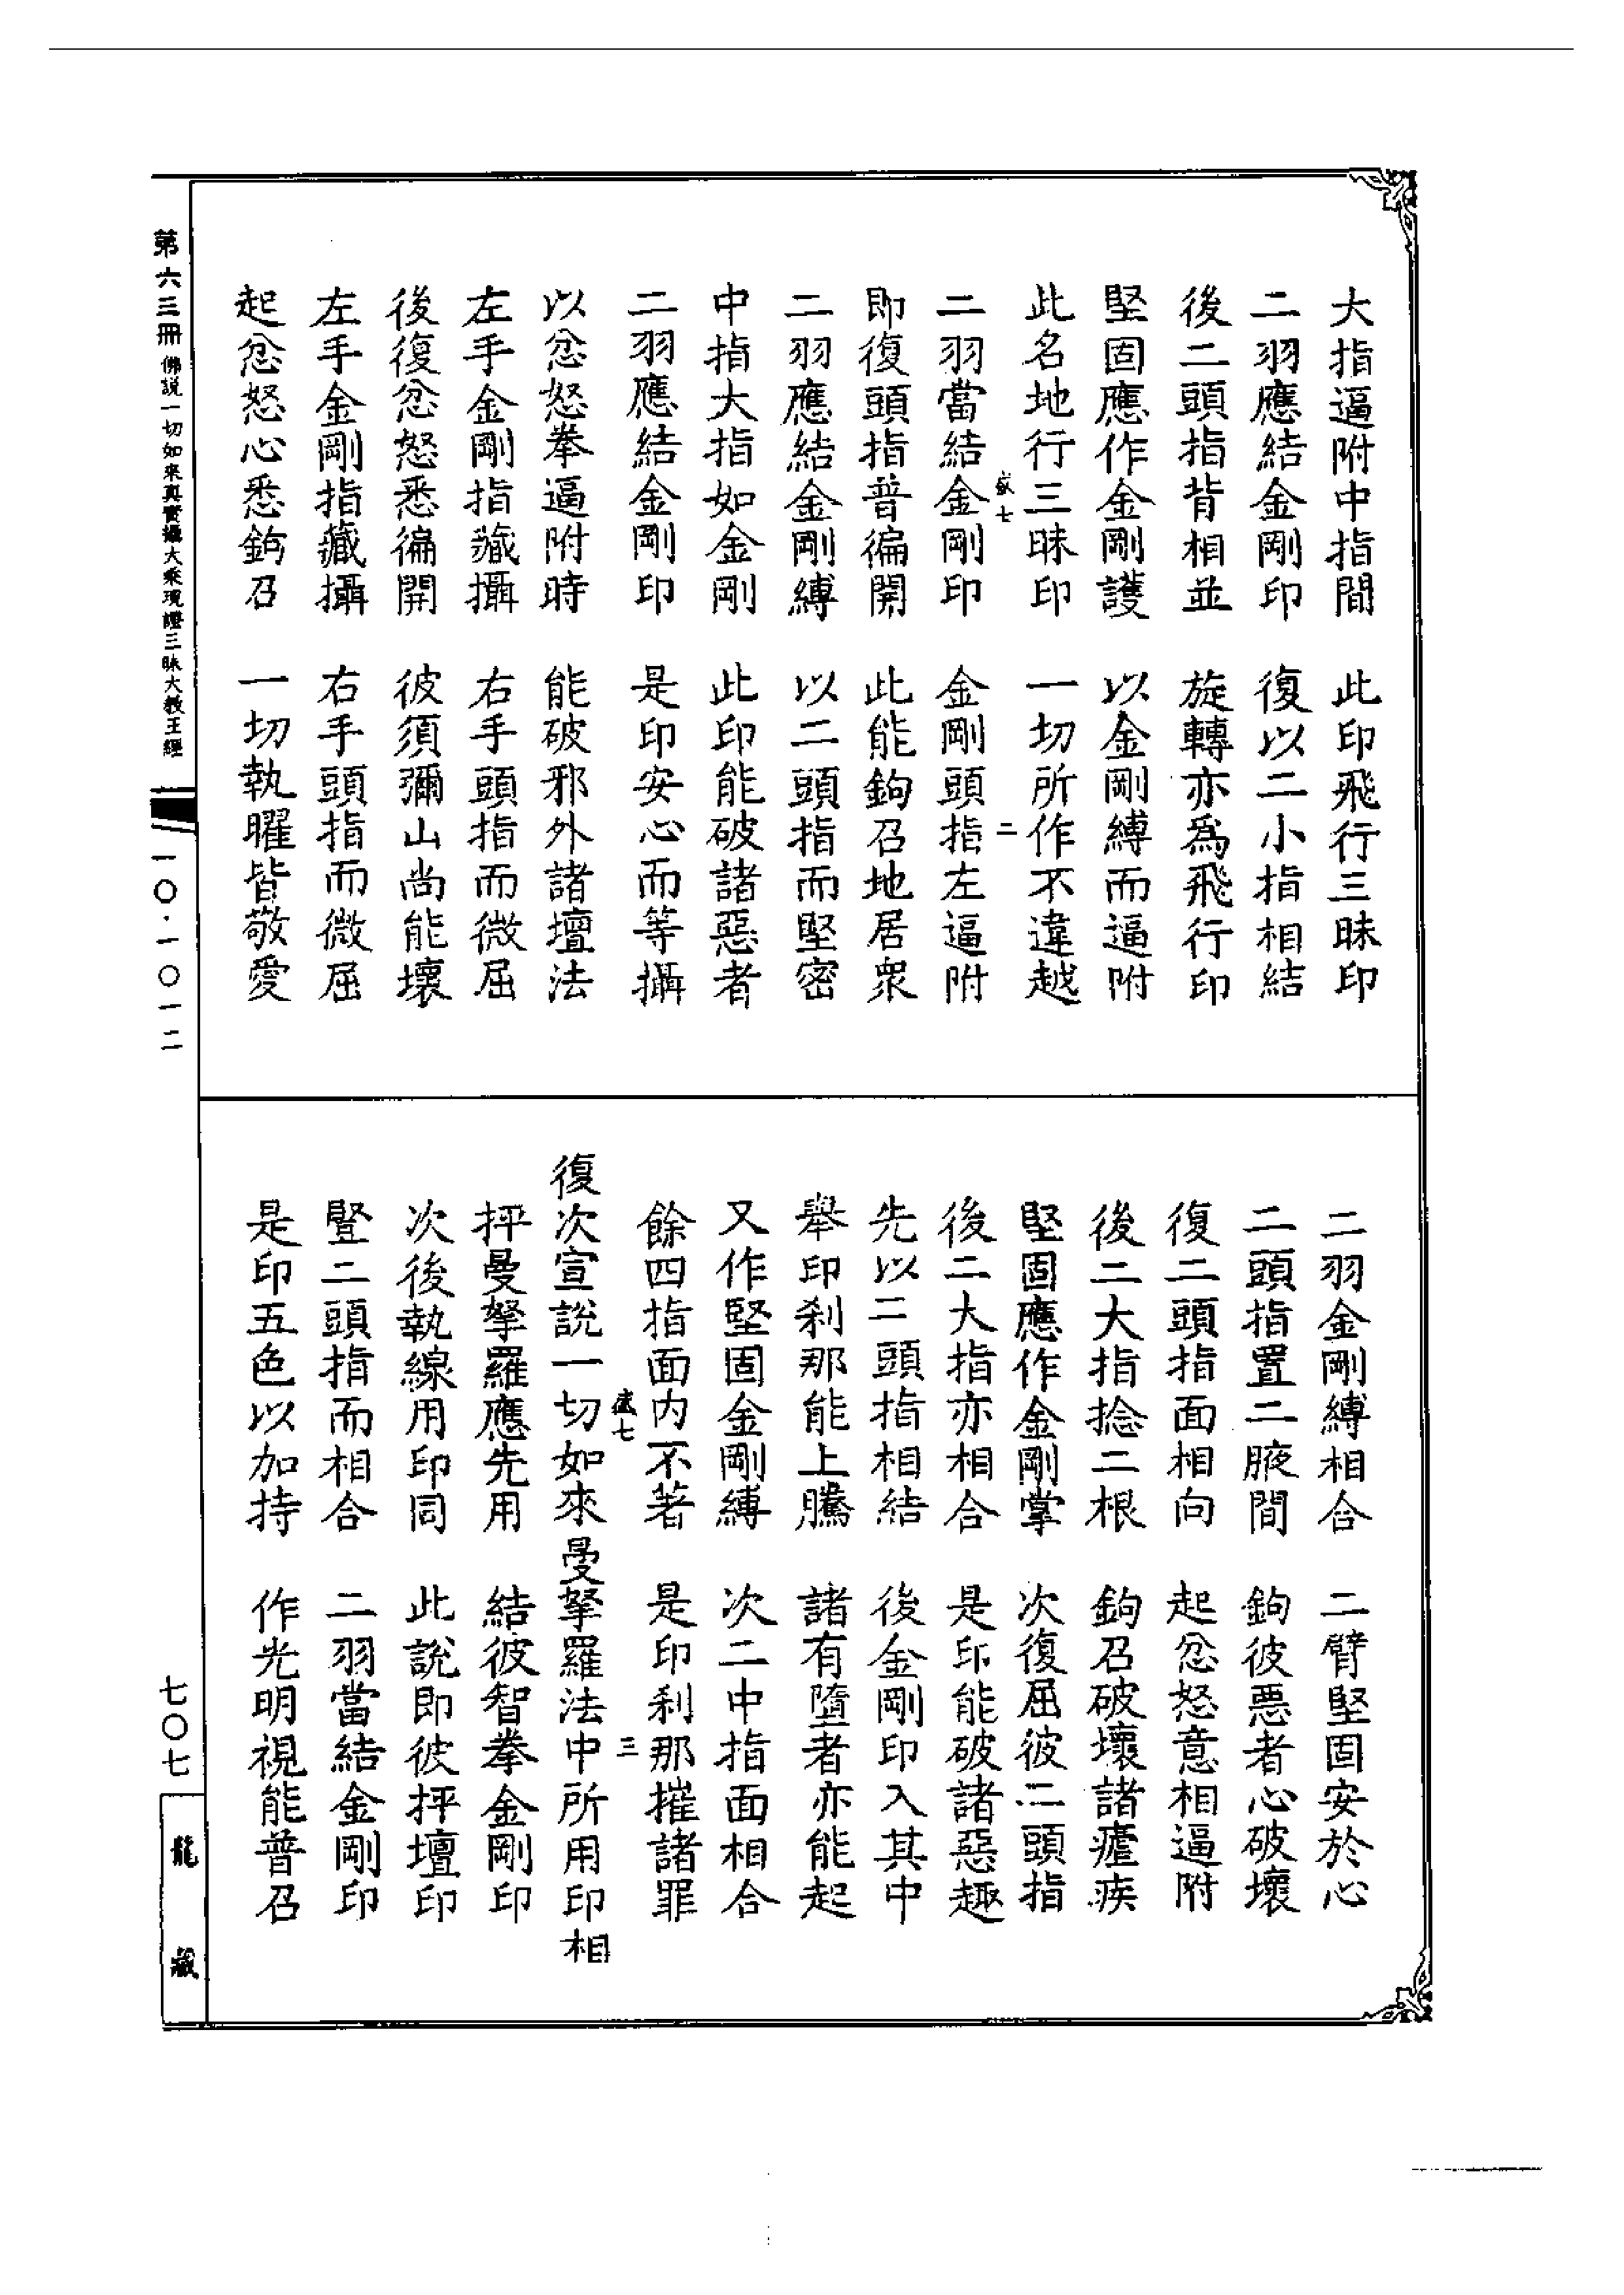 大指逼附中指間　此印飛行三昧印
二羽應結金剛印　復以二小指相結
後二頭指背相並　旋轉亦為飛行印
堅固應作金剛護　以金剛縛而逼附
此名地行三昧印　一切所作不違越
盛七　二
二羽當結金剛印　金剛頭指左逼附
即復頭指普徧開　此能鉤召地居衆
二羽應結金剛縛　以二頭指而堅密
中指大指如金剛　此印能破諸惡者
二羽應結金剛印　是印安心而等攝
以忿怒拳逼附時　能破邪外諸壇法
左手金剛指藏攝　右手頭指而微屈
後復忿怒悉徧開　彼須彌山尚能壞
左手金剛指藏攝　右手頭指而微屈
起忿怒心悉鉤召　一切執曜皆敬愛
二羽金剛縛相合　二臂堅固安於心
二頭指置二腋間　鉤彼惡者心破壞
復二頭指面相向　起忿怒意相逼附
後二大指捻二根　鉤召破壞諸瘧疾
堅固應作金剛掌　次復屈彼二頭指
後二大指亦相合　是印能破諸惡趣
先以二頭指相結　後金剛印入其中
舉印剎那能上騰　諸有墮者亦能起
又作堅固金剛縛　次二中指面相合
餘四指面内不著　是印剎那摧諸罪
盛七　三
復次宣說一切如來曼拏羅法中所用印相
抨曼拏羅應先用　結彼智拳金剛印
次後執線用印同　此說即彼抨壇印
豎二頭指而相合　二羽當結金剛印
是印五色以加持　作光明視能普召
第六三冊　佛說一切如來真實攝大乘現證三昧大教王經　一〇·一〇一二　七〇七　龍藏